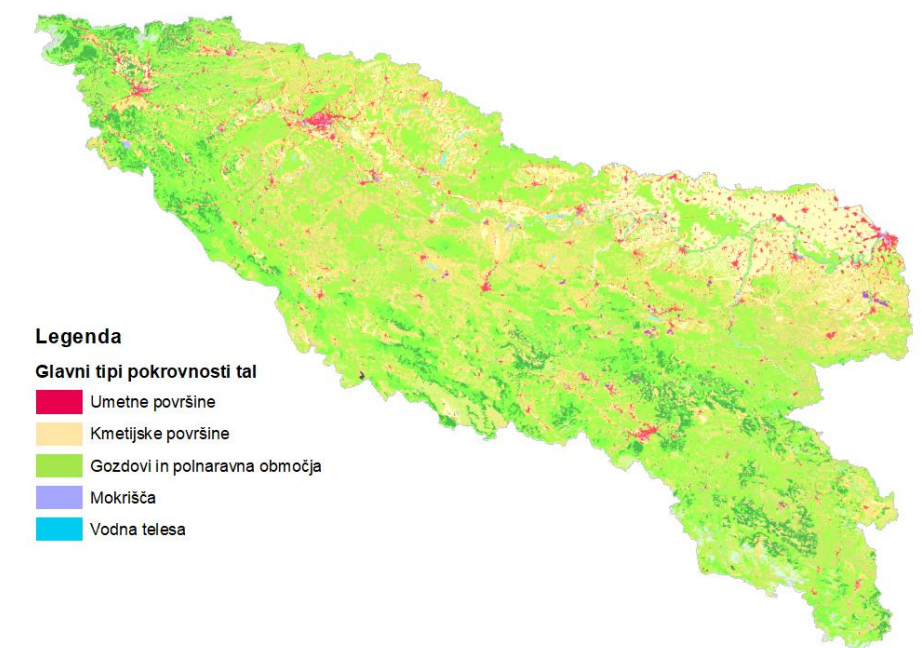 Legenda
Glavni tipi pokrovnosti tal
Umetne površine
Kmetijske površine
Gozdovi in polnaravna območja
Mokrišča
Vodna telesa